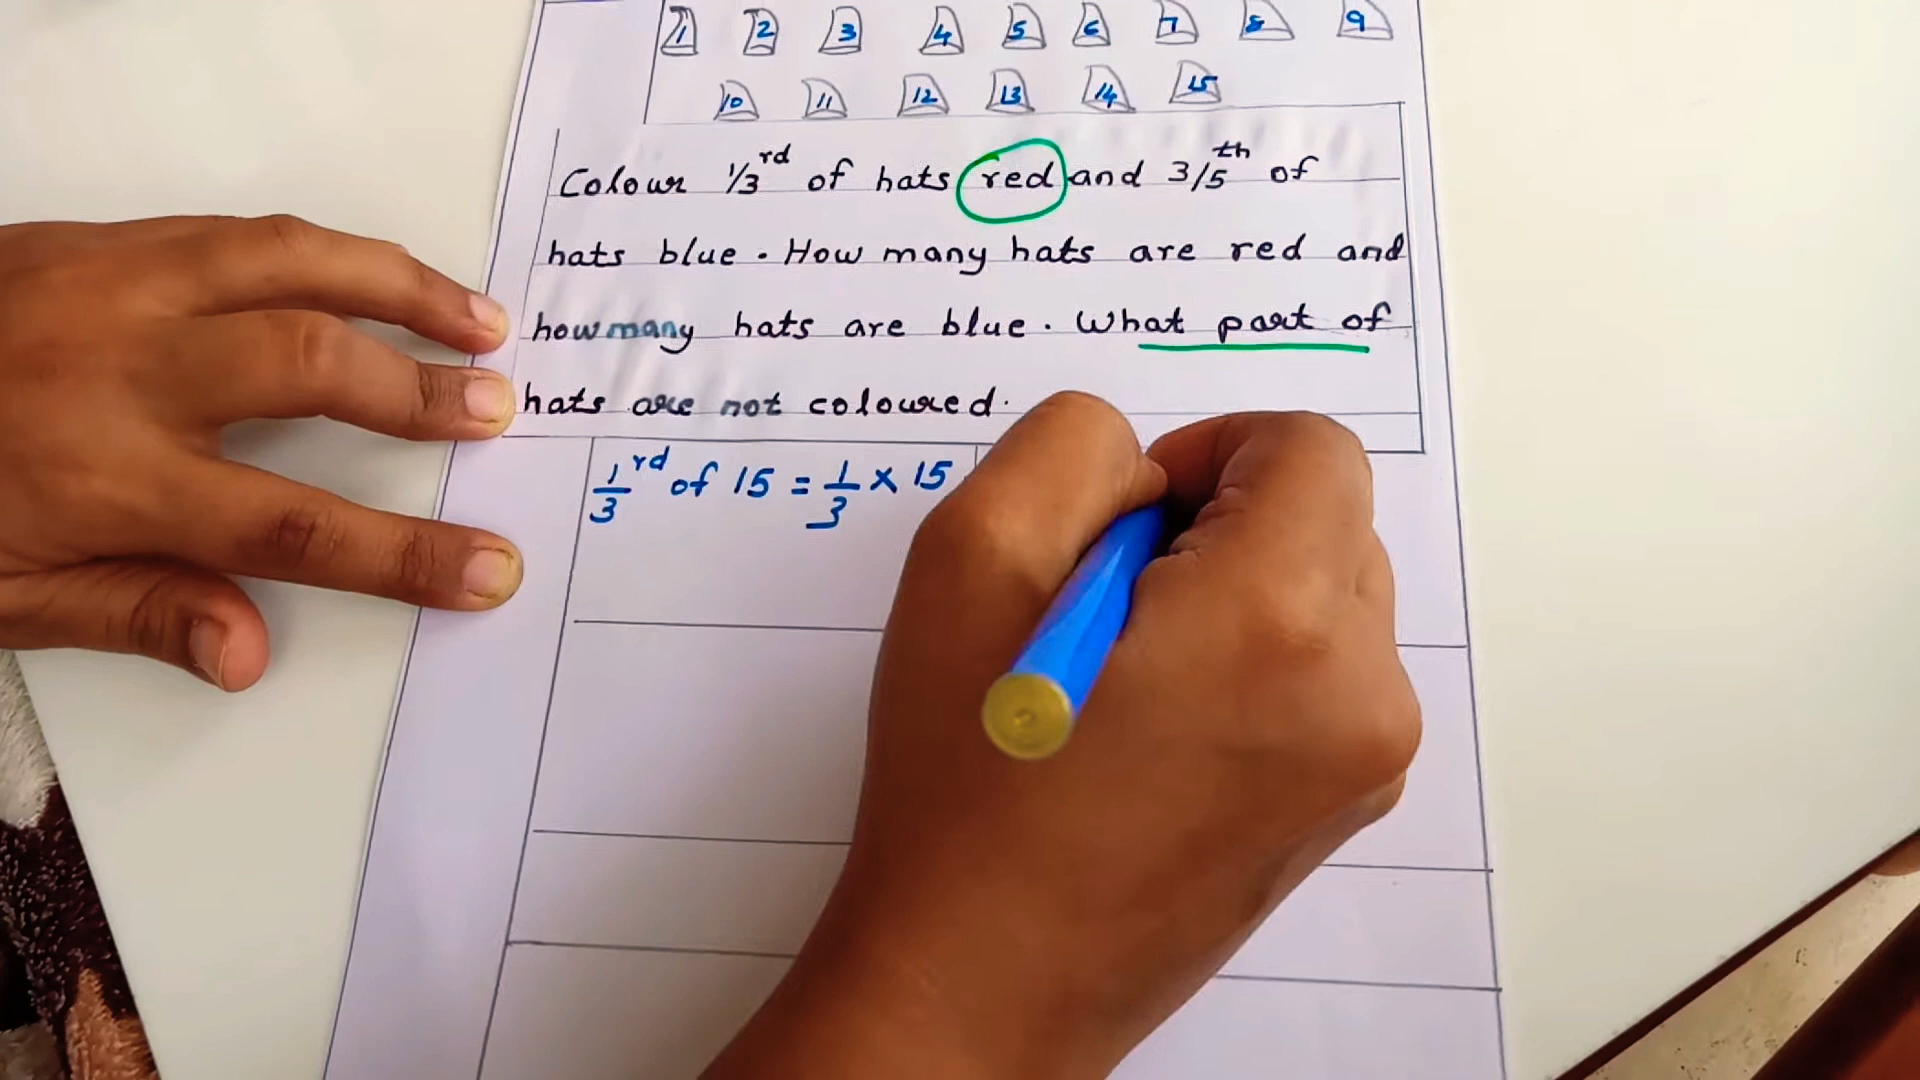 1 2 3 4 5 6 7 8 9
10 11 12 13 14 15
Colour 1/3rd of hats red and 3/5th of
hats blue. How many hats are red and
how many hats are blue. What part of
hats are not coloured.
1/3 rd of 15 = 1/3 × 15